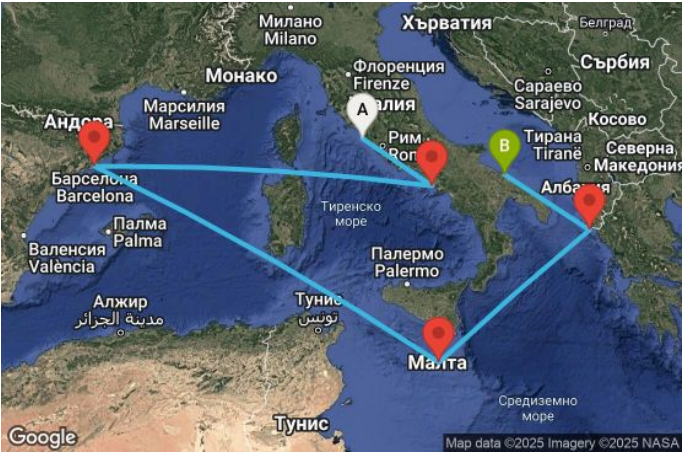 Милано
Milano
Хърватия
Белград
Монако
Флоренция
Firenze
Сърбия
Сараево
Sarajevo
Марсилия
Marseille
A
Косово
Андора
Рим
B
Тирана
Tiranë
Северна
Македония
Барселона
Barcelona
Албания
Тиренско
море
Палма
Palma
Валенсия
València
Палермо
Palermo
Алжир
مدينة الجزائر
Тунис
تونس
Малта
Средиземно
море
Тунис
Google
Map data ©2025 Imagery ©2025 NASA